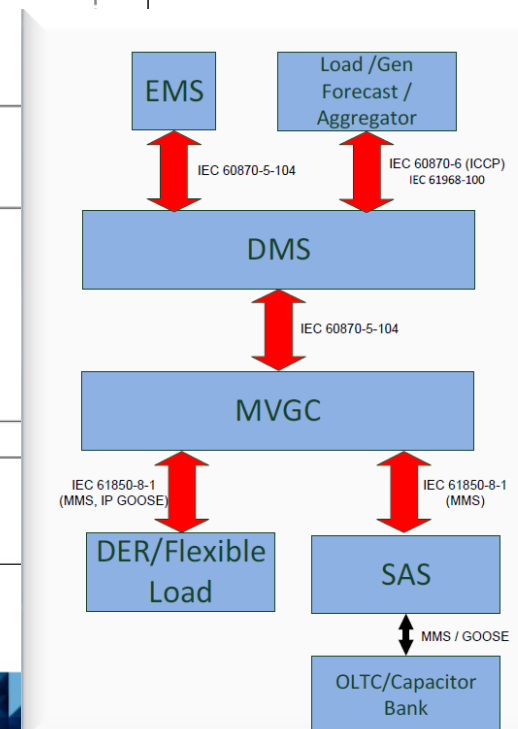 EMS
Load /Gen
Forecast /
Aggregator
IEC 60870-5-104
IEC 60870-6 (ICCP)
IEC 61968-100
DMS
IEC 60870-5-104
MVGC
IEC 61850-8-1
(MMS, IP GOOSE)
IEC 61850-8-1
(MMS)
DER/Flexible
Load
SAS
MMS / GOOSE
OLTC/Capacitor
Bank